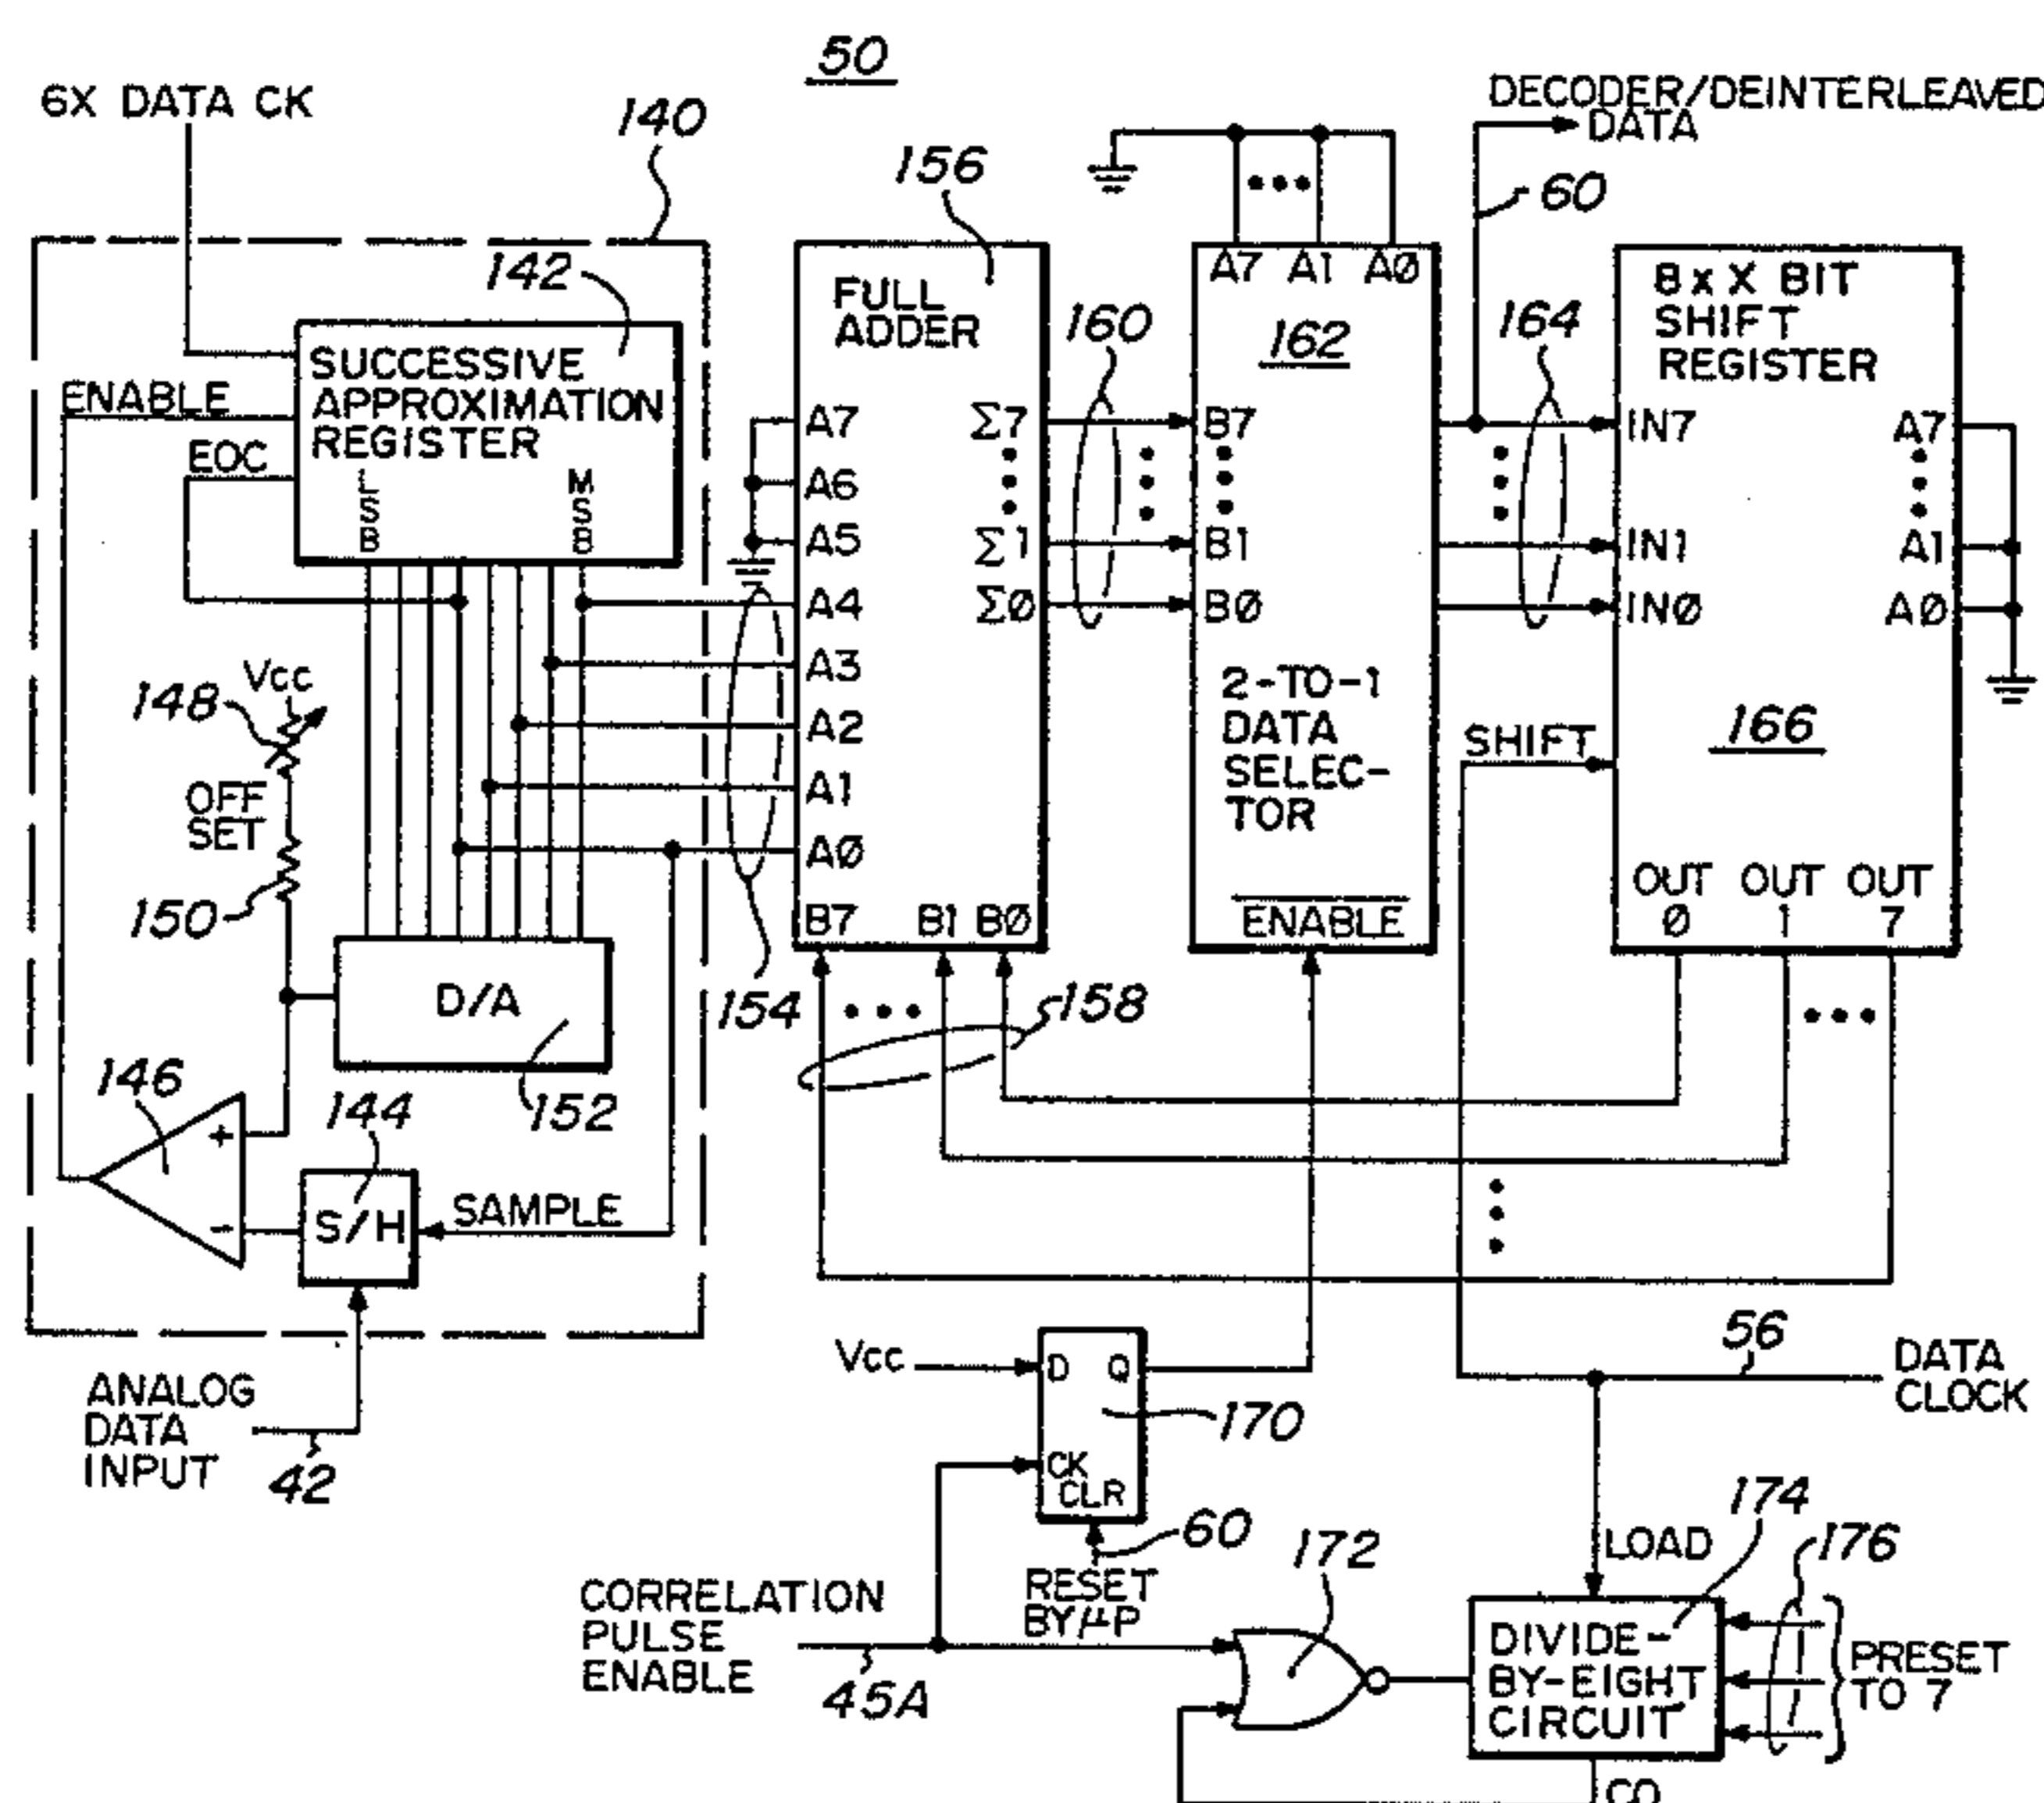 50
6X DATA CK
140
DECODER/DEINTERLEAVED
DATA
60
156
142
SUCCESSIVE
APPROXIMATION
REGISTER
ENABLE
EOC
LSB
MSB
FULL
ADDER
A7
A6
A5
A4
A3
A2
A1
AØ
Σ7
Σ1
ΣØ
B7
B1
BØ
160
A7 A1 AØ
162
B7
B1
BØ
2-TO-1
DATA
SELEC-
TOR
ENABLE
164
8 x X BIT
SHIFT
REGISTER
IN7
IN1
INØ
A7
A1
AØ
166
SHIFT
OUT Ø
OUT 1
OUT 7
Vcc
148
OFF
SET
150
D/A
152
154
158
146
+
-
144
S/H
SAMPLE
ANALOG
DATA
INPUT
42
Vcc
D Q
CK
CLR
170
60
RESET
BY μP
56
DATA
CLOCK
CORRELATION
PULSE
ENABLE
45A
172
LOAD
174
176
DIVIDE-
BY-EIGHT
CIRCUIT
PRESET
TO 7
CO